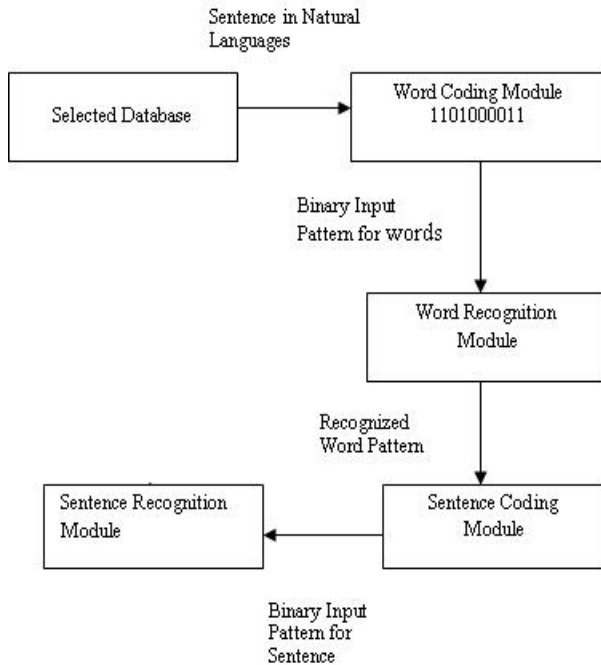 Sentence in Natural
Languages
Selected Database
Word Coding Module
1101000011
Binary Input
Pattern for words
Word Recognition
Module
Recognized
Word Pattern
Sentence Coding
Module
Sentence Recognition
Module
Binary Input
Pattern for
Sentence